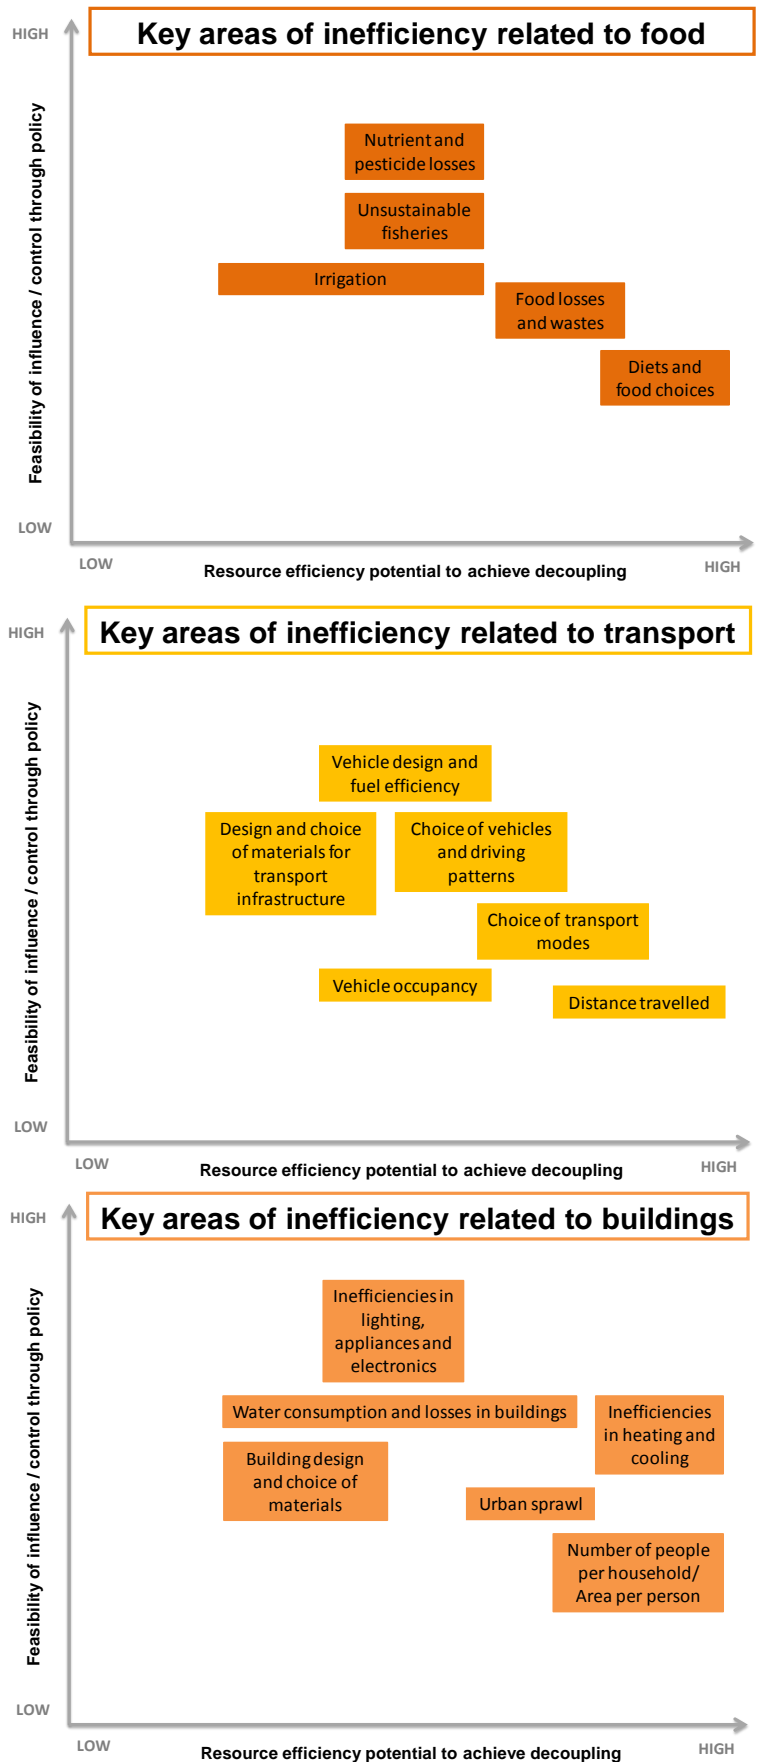 Key areas of inefficiency related to food
HIGH
Feasibility of influence / control through policy
Nutrient and
pesticide losses
Unsustainable
fisheries
Irrigation
Food losses
and wastes
Diets and
food choices
LOW
LOW
Resource efficiency potential to achieve decoupling
HIGH
Key areas of inefficiency related to transport
HIGH
Feasibility of influence / control through policy
Vehicle design and
fuel efficiency
Design and choice
of materials for
transport
infrastructure
Choice of vehicles
and driving
patterns
Choice of transport
modes
Vehicle occupancy
Distance travelled
LOW
LOW
Resource efficiency potential to achieve decoupling
HIGH
Key areas of inefficiency related to buildings
HIGH
Feasibility of influence / control through policy
Inefficiencies in
lighting,
appliances and
electronics
Water consumption and losses in buildings
Inefficiencies
in heating and
cooling
Building design
and choice of
materials
Urban sprawl
Number of people
per household/
Area per person
LOW
LOW
Resource efficiency potential to achieve decoupling
HIGH